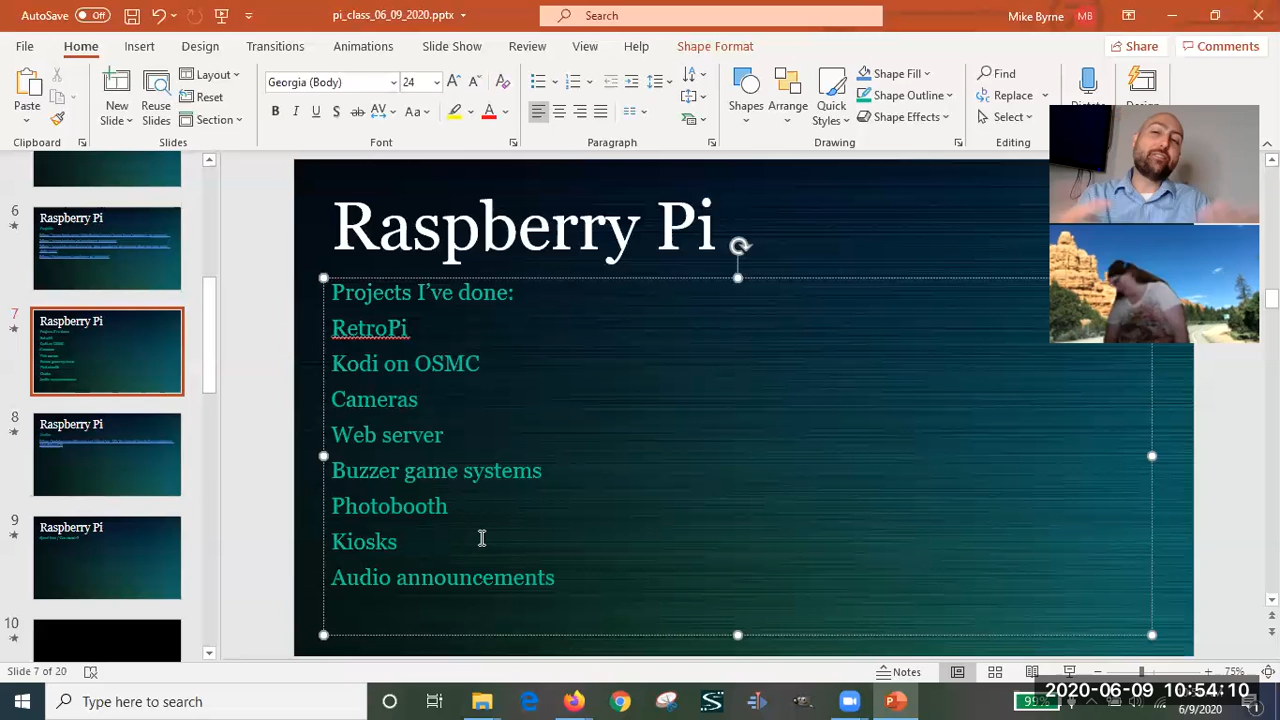 AutoSave Off pi_class_06_09_2020.pptx Search Mike Byrne MB
File Home Insert Design Transitions Animations Slide Show Review View Help Shape Format Share Comments
Paste
New Slide
Reuse Slides
Layout
Reset
Section
Georgia (Body) 24
Shapes Arrange Quick Styles
Shape Fill
Shape Outline
Shape Effects
Find
Replace
Select
Clipboard Slides Font Paragraph Drawing Editing
6
Raspberry Pi
7
Raspberry Pi
8
Raspberry Pi
9
Raspberry Pi
10
Raspberry Pi
Projects I've done:
RetroPi
Kodi on OSMC
Cameras
Web server
Buzzer game systems
Photobooth
Kiosks
Audio announcements
Slide 7 of 20 Notes 75%
Type here to search 99% 2020-06-09 10:54:10
6/9/2020